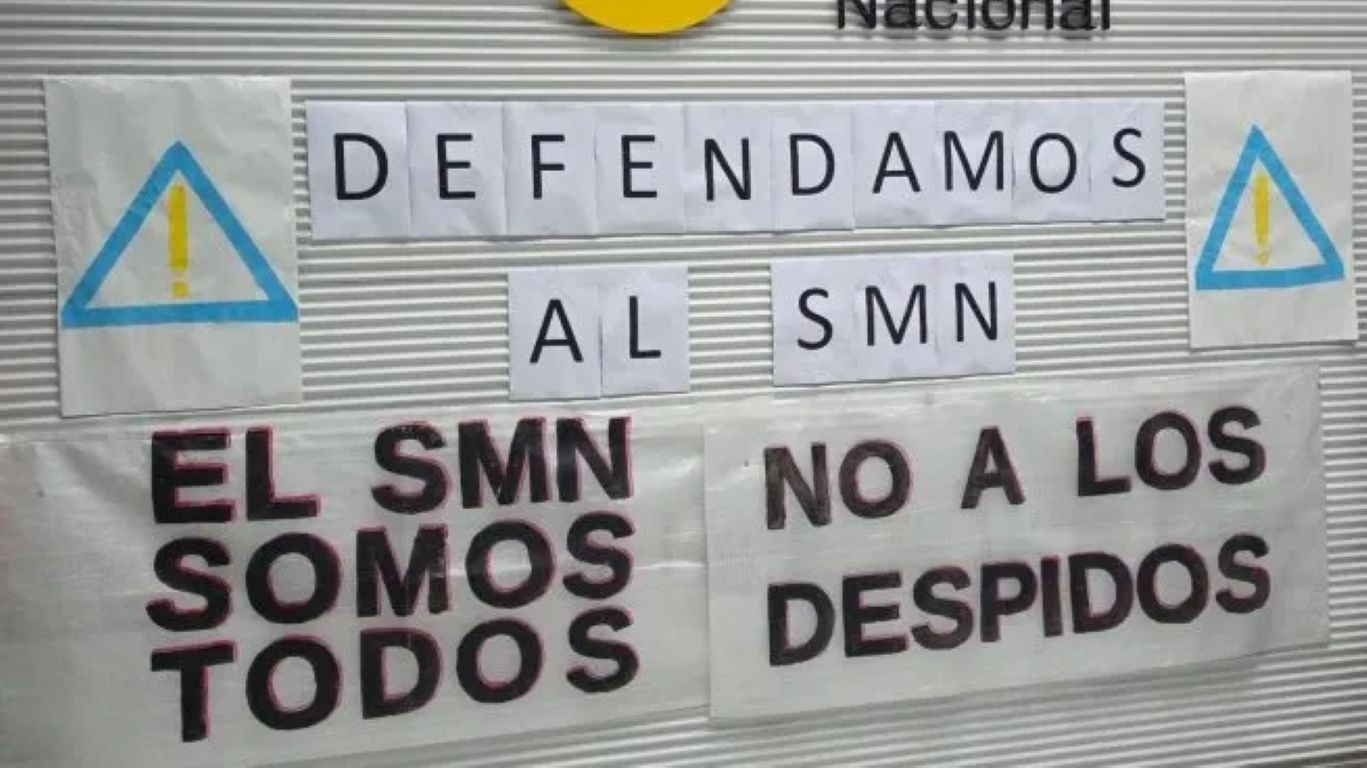 Nacional
DEFENDAMOS
AL SMN
EL SMN
SOMOS
TODOS
NO A LOS
DESPIDOS